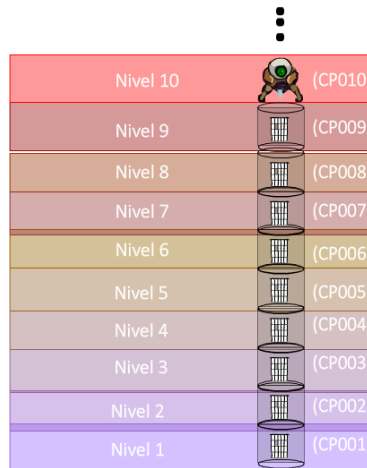 Nivel 10 (CP010
Nivel 9 (CP009
Nivel 8 (CP008
Nivel 7 (CP007
Nivel 6 (CP006
Nivel 5 (CP005
Nivel 4 (CP004
Nivel 3 (CP003
Nivel 2 (CP002
Nivel 1 (CP001